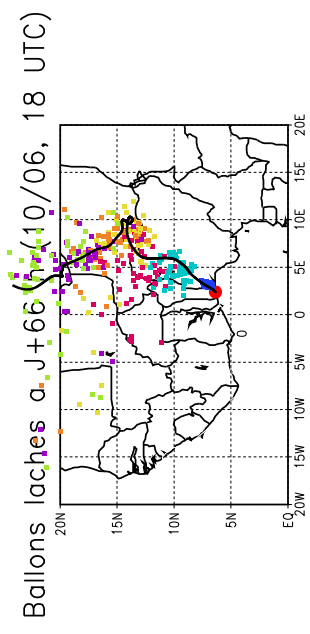 Ballons laches a J+66 h (10/06, 18 UTC)
20N
15N
10N
5N
0
EQ
20W 15W 10W 5W 0 5E 10E 15E 20E